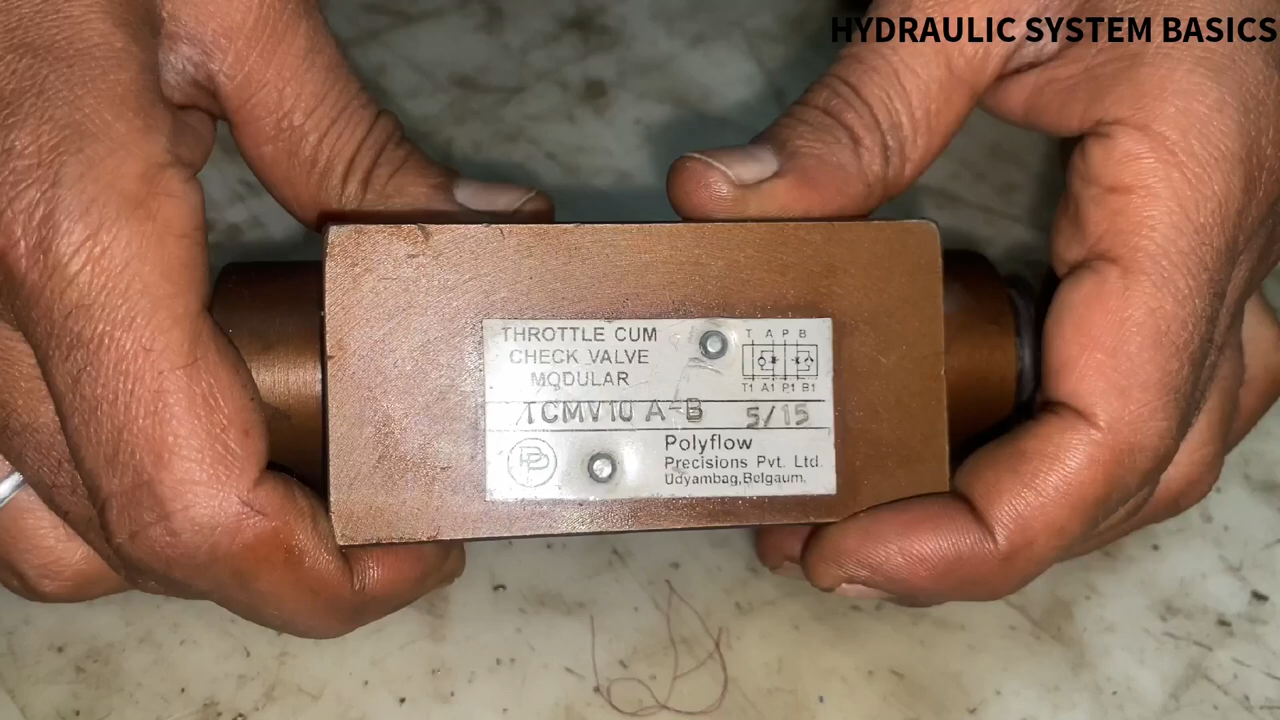 HYDRAULIC SYSTEM BASICS
THROTTLE CUM
CHECK VALVE
MODULAR
T A P B
T1 A1 P1 B1
TCMV10 A-B 5/15
PP
Polyflow
Precisions Pvt. Ltd.
Udyambag,Belgaum.